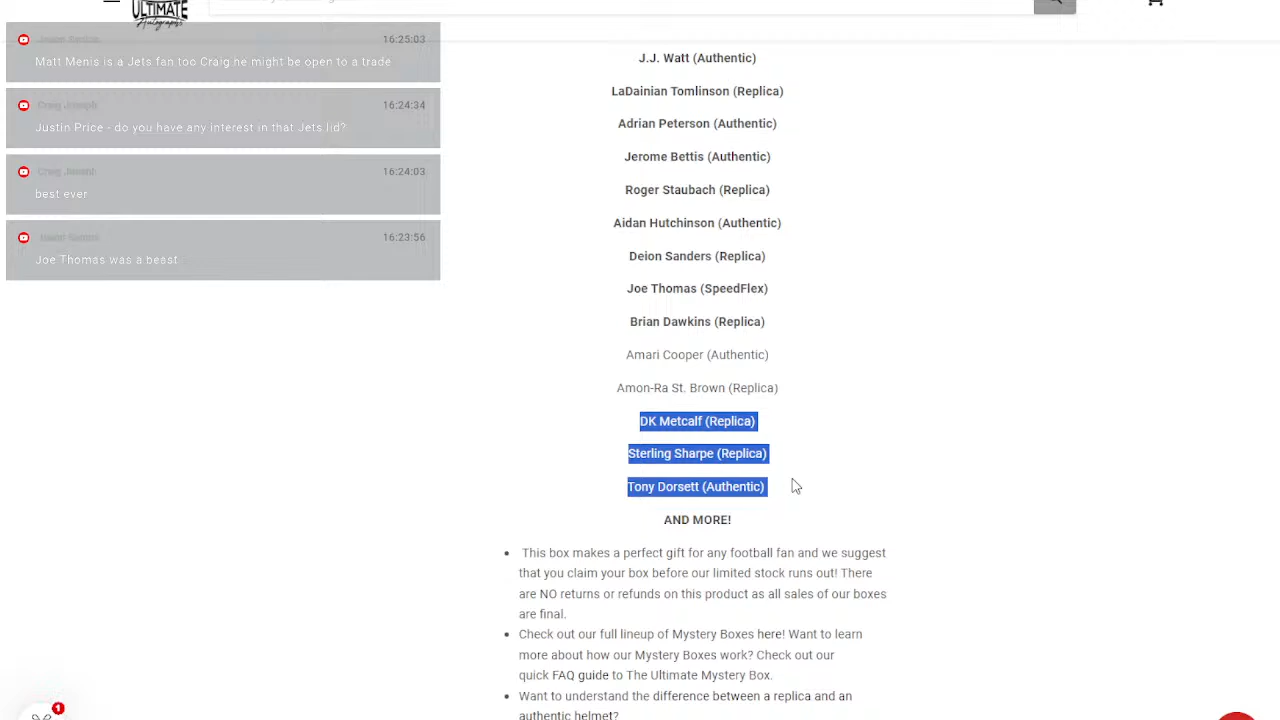 ULTIMATE
Autographs
16:25:03
Matt Menis is a Jets fan too Craig he might be open to a trade
Craig Joseph
16:24:34
Justin Price - do you have any interest in that Jets lid?
Craig Joseph
16:24:03
best ever
16:23:56
Joe Thomas was a beast
J.J. Watt (Authentic)
LaDainian Tomlinson (Replica)
Adrian Peterson (Authentic)
Jerome Bettis (Authentic)
Roger Staubach (Replica)
Aidan Hutchinson (Authentic)
Deion Sanders (Replica)
Joe Thomas (SpeedFlex)
Brian Dawkins (Replica)
Amari Cooper (Authentic)
Amon-Ra St. Brown (Replica)
DK Metcalf (Replica)
Sterling Sharpe (Replica)
Tony Dorsett (Authentic)
AND MORE!
This box makes a perfect gift for any football fan and we suggest
that you claim your box before our limited stock runs out! There
are NO returns or refunds on this product as all sales of our boxes
are final.
Check out our full lineup of Mystery Boxes here! Want to learn
more about how our Mystery Boxes work? Check out our
quick FAQ guide to The Ultimate Mystery Box.
Want to understand the difference between a replica and an
authentic helmet?
1